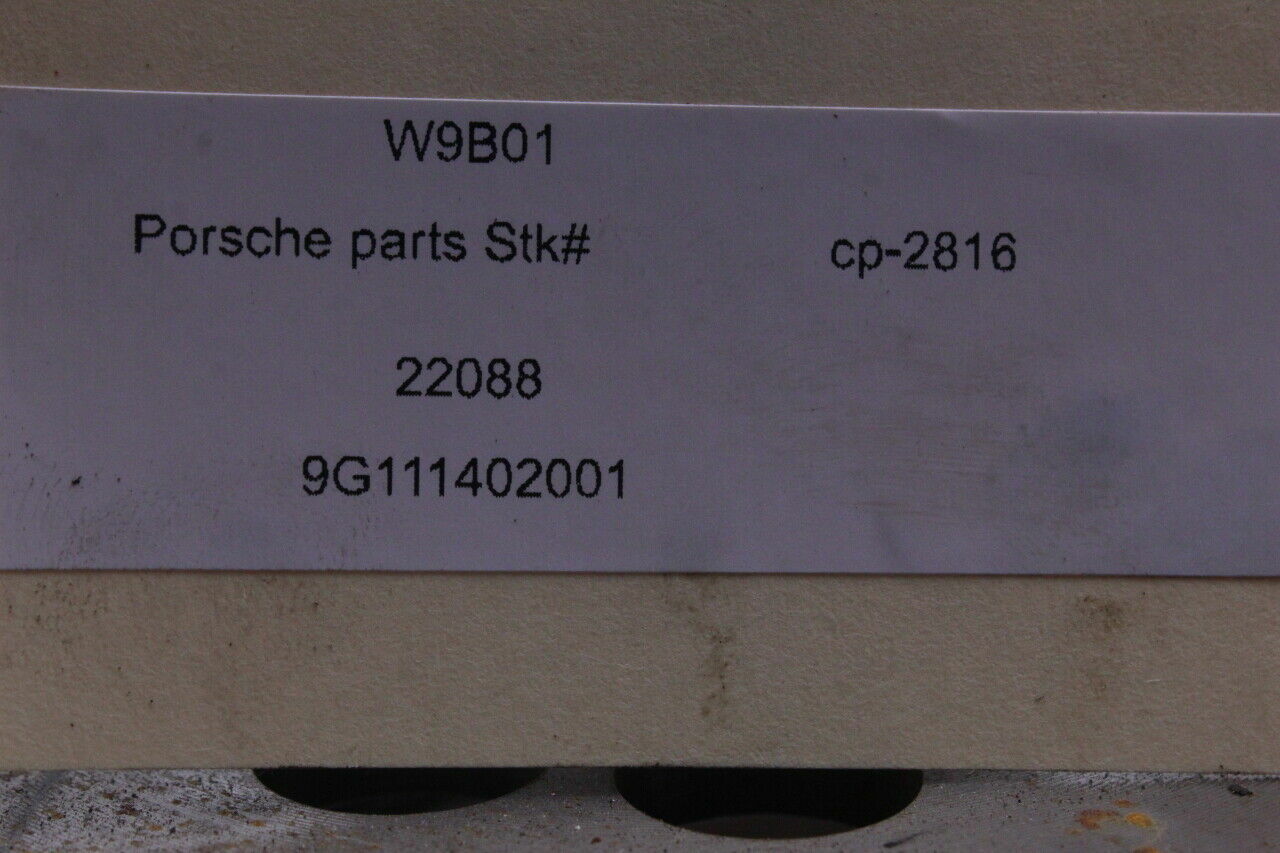 W9B01
Porsche parts Stk# cp-2816
22088
9G111402001